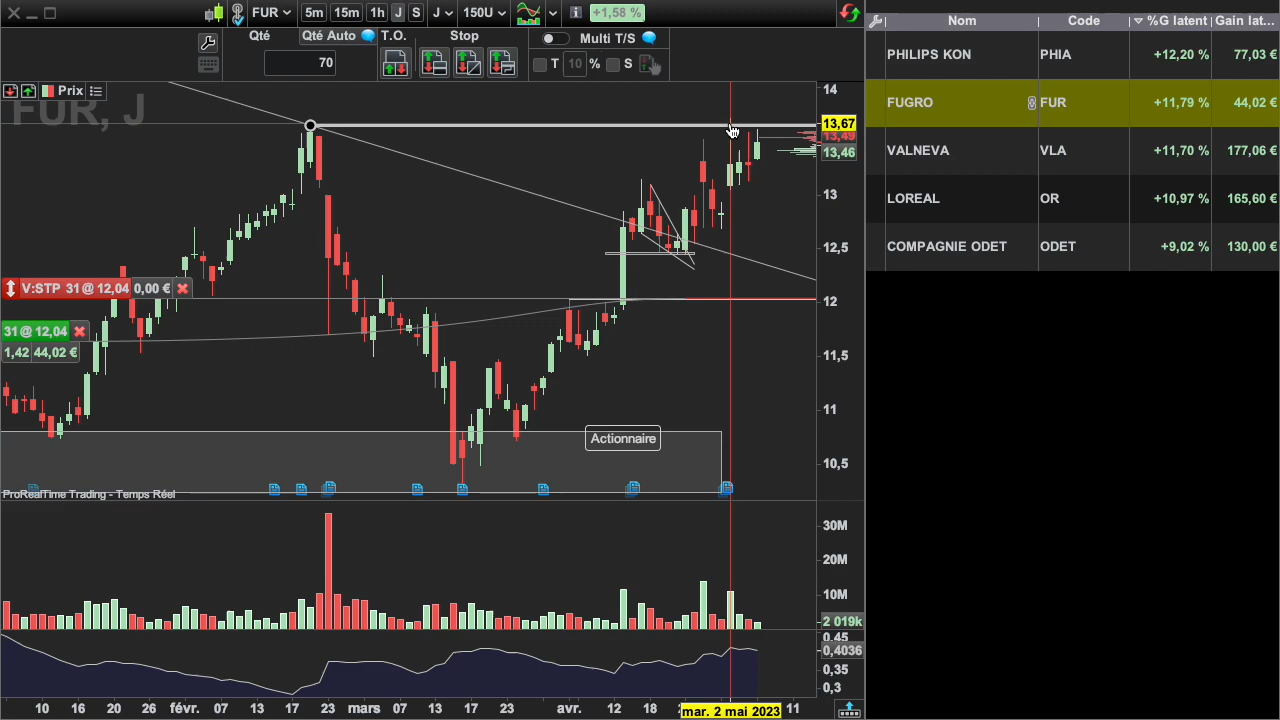 FUR 5m 15m 1h J S J 150U +1,58 %
Nom Code %G latent Gain lat...
Qté Qté Auto T.O. Stop Multi T/S
70 T 10 % S
PHILIPS KON PHIA +12,20 % 77,03 €
Prix
FUR, J
FUGRO FUR +11,79 % 44,02 €
VALNEVA VLA +11,70 % 177,06 €
LOREAL OR +10,97 % 165,60 €
COMPAGNIE ODET ODET +9,02 % 130,00 €
14
13,67
13,49
13,46
13
12,5
V:STP 31 @ 12,04 0,00 €
12
31 @ 12,04
1,42 44,02 €
11,5
11
Actionnaire
10,5
ProRealTime Trading - Temps Réel
30M
20M
10M
2 019k
0,45
0,4036
0,35
0,3
10 16 20 26 févr. 07 13 17 23 mars 07 13 17 23 avr. 12 18 mar. 2 mai 2023 11